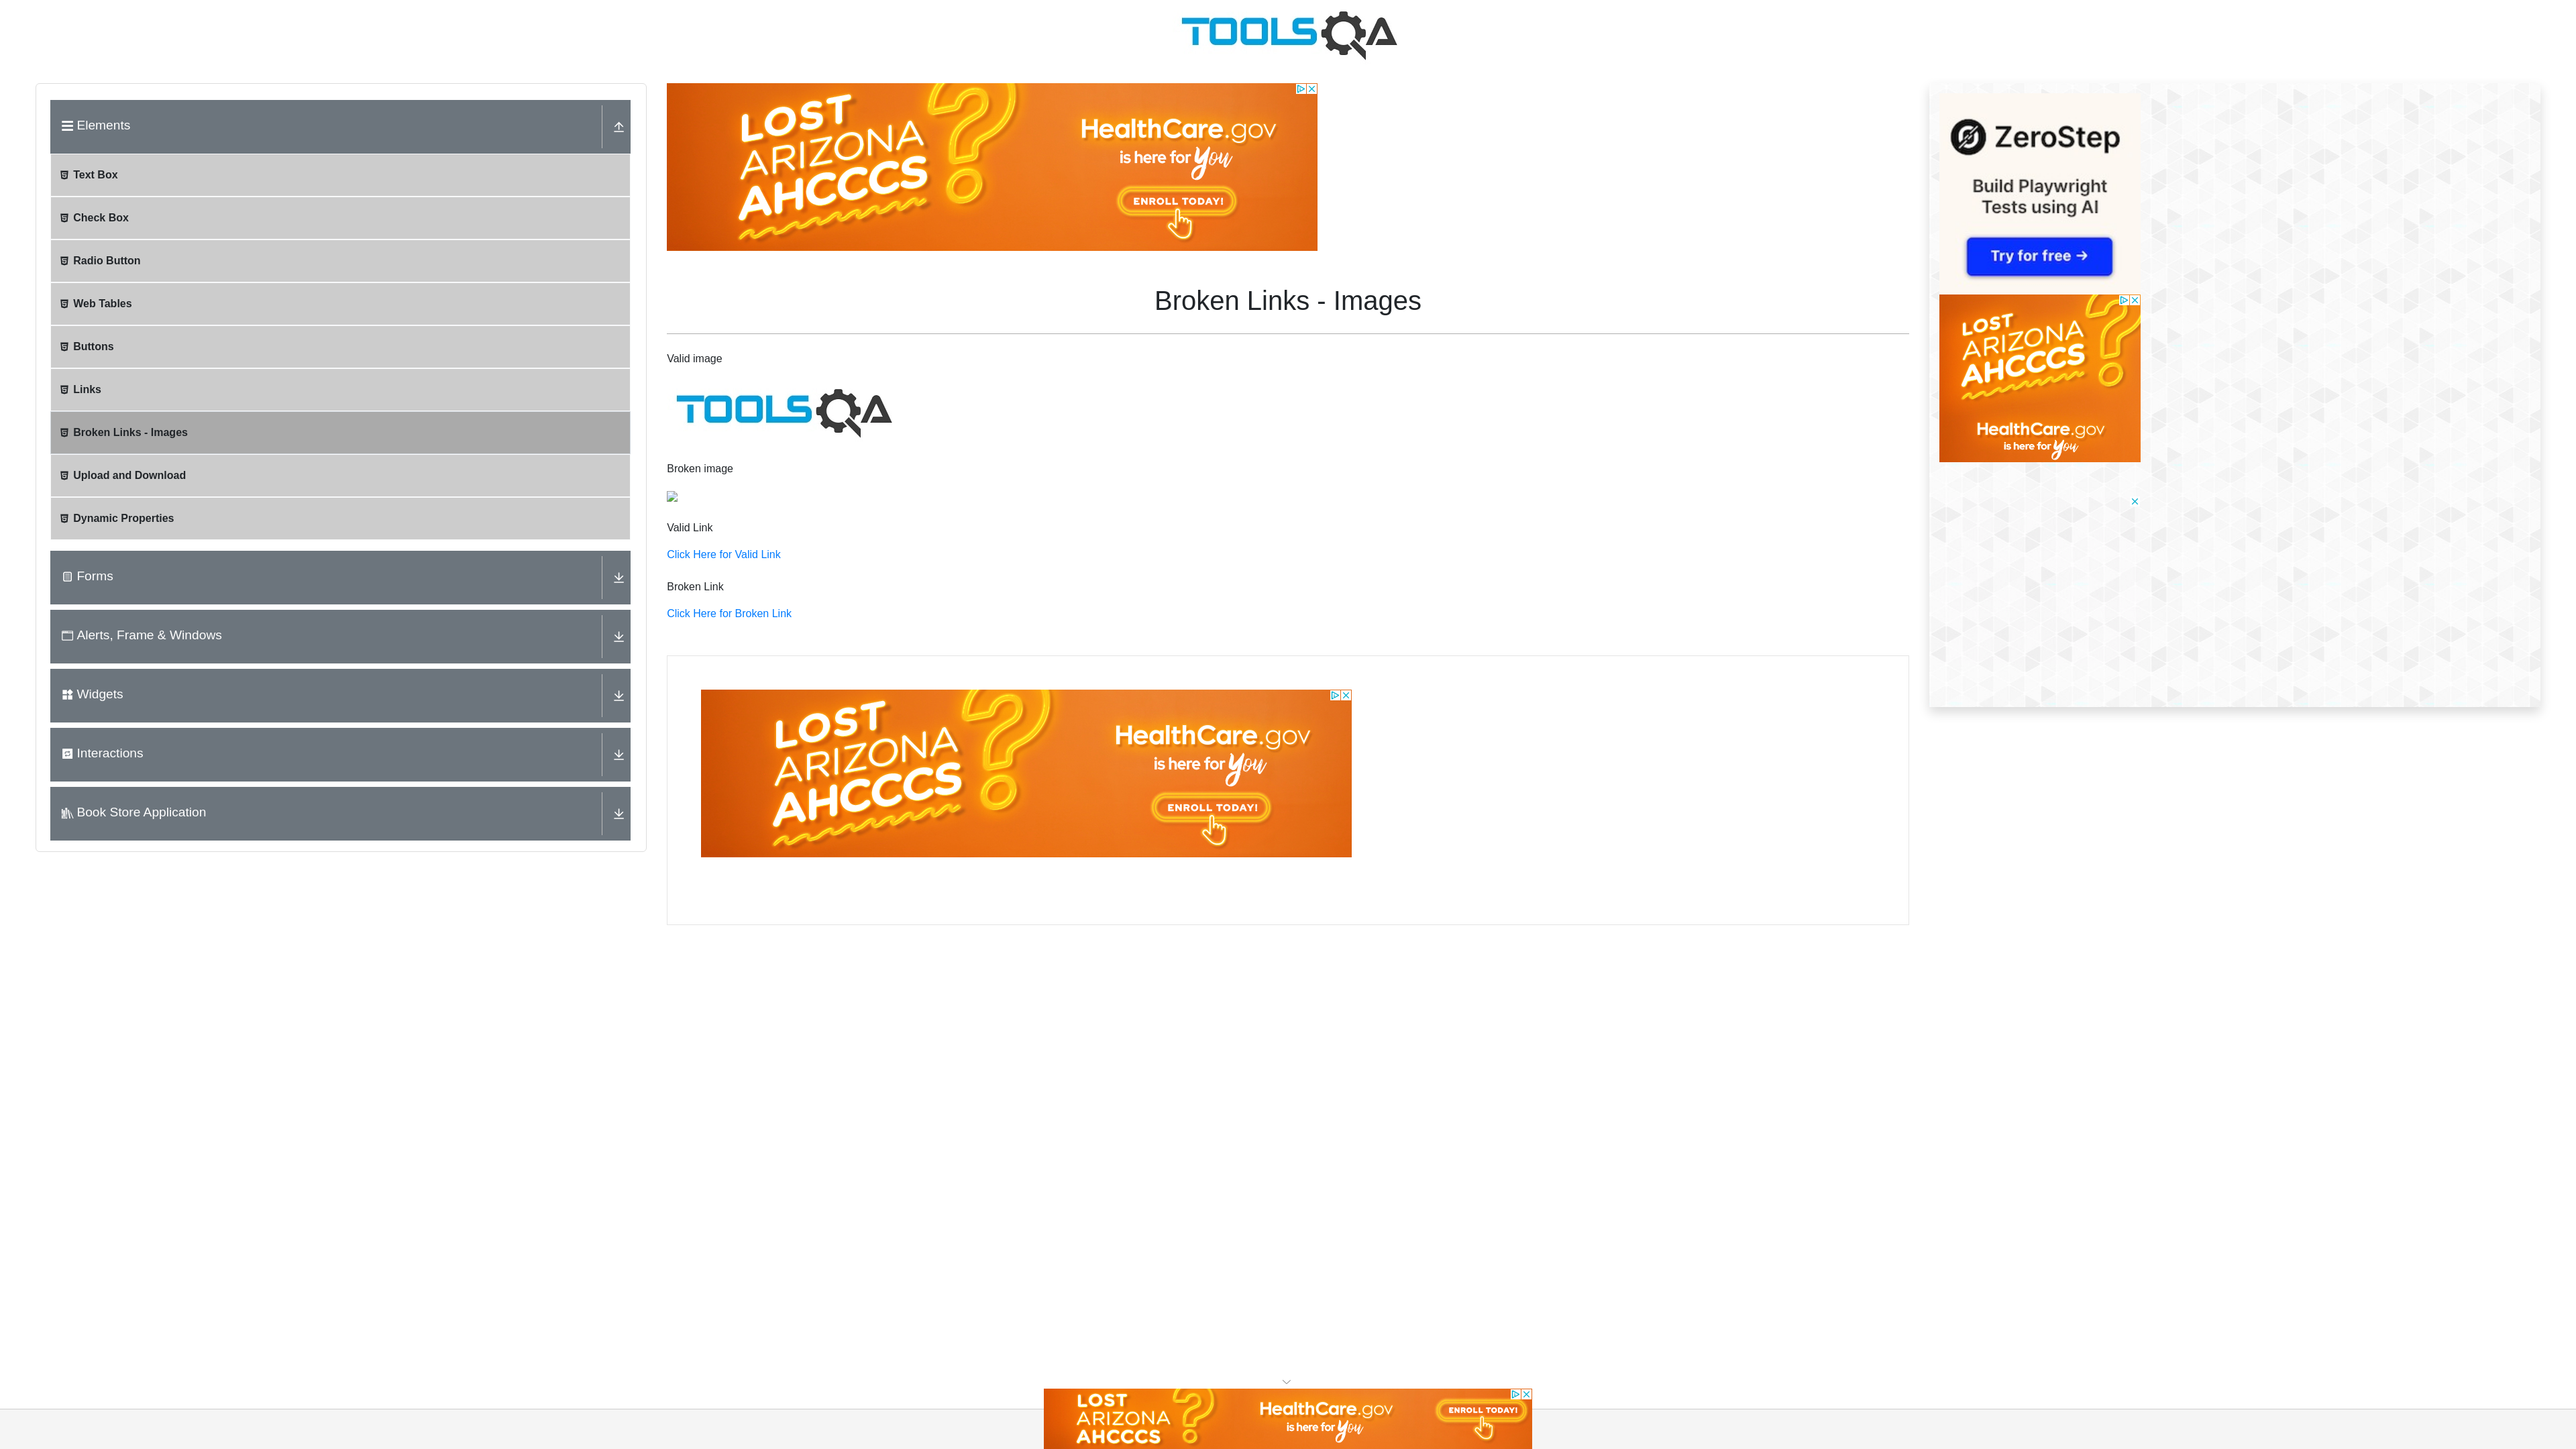 TOOLSQA
Elements
Text Box
Check Box
Radio Button
Web Tables
Buttons
Links
Broken Links - Images
Upload and Download
Dynamic Properties
Forms
Alerts, Frame & Windows
Widgets
Interactions
Book Store Application
LOST
ARIZONA
AHCCCS
?
HealthCare.gov
is here for you
ENROLL TODAY!
Broken Links - Images
Valid image
TOOLSQA
Broken image
Valid Link
Click Here for Valid Link
Broken Link
Click Here for Broken Link
LOST
ARIZONA
AHCCCS
?
HealthCare.gov
is here for you
ENROLL TODAY!
ZeroStep
Build Playwright
Tests using AI
Try for free →
LOST
ARIZONA
AHCCCS
?
HealthCare.gov
is here for you
LOST
ARIZONA
AHCCCS
?
HealthCare.gov
is here for you
ENROLL TODAY!